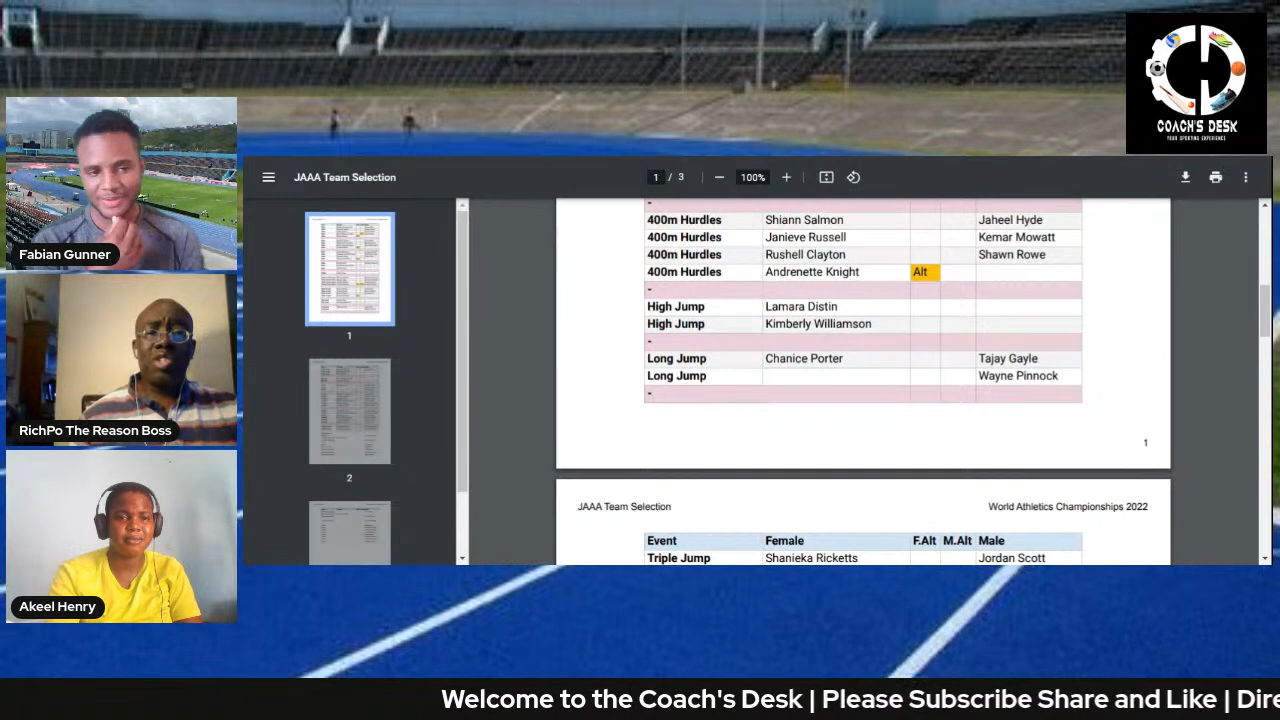 COACH'S DESK
YOUR SPORTING EXPERIENCE
Fabian Gunner
RichPo The Reason Boss
Akeel Henry
JAAA Team Selection
1 / 3
100%
1
2
-
400m Hurdles Shiann Salmon Jaheel Hyde
400m Hurdles Janieve Russell Kemar Mowatt
400m Hurdles Rushell Clayton Shawn Rowe
400m Hurdles Andrenette Knight Alt
-
High Jump Lamara Distin
High Jump Kimberly Williamson
-
Long Jump Chanice Porter Tajay Gayle
Long Jump Wayne Pinnock
-
1
JAAA Team Selection World Athletics Championships 2022
Event Female F.Alt M.Alt Male
Triple Jump Shanieka Ricketts Jordan Scott
Welcome to the Coach's Desk | Please Subscribe Share and Like | Dire